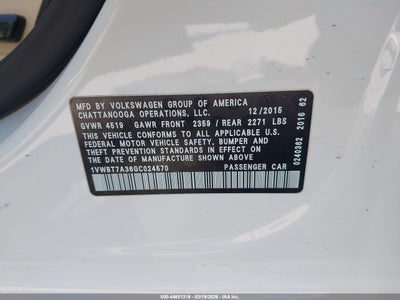 MFD. BY VOLKSWAGEN GROUP OF AMERICA
CHATTANOOGA OPERATIONS, LLC. 12/2015
GVWR 4519 GAWR FRONT 2359 / REAR 2271 LBS
THIS VEHICLE CONFORMS TO ALL APPLICABLE U.S.
FEDERAL MOTOR VEHICLE SAFETY, BUMPER AND
THEFT PREVENTION STANDARDS IN EFFECT ON THE
DATE OF MANUFACTURE SHOWN ABOVE
1VWBT7A36GC024570 PASSENGER CAR
0240362 2016 62
500-44651316 - 03/19/2026 - IAA Inc.